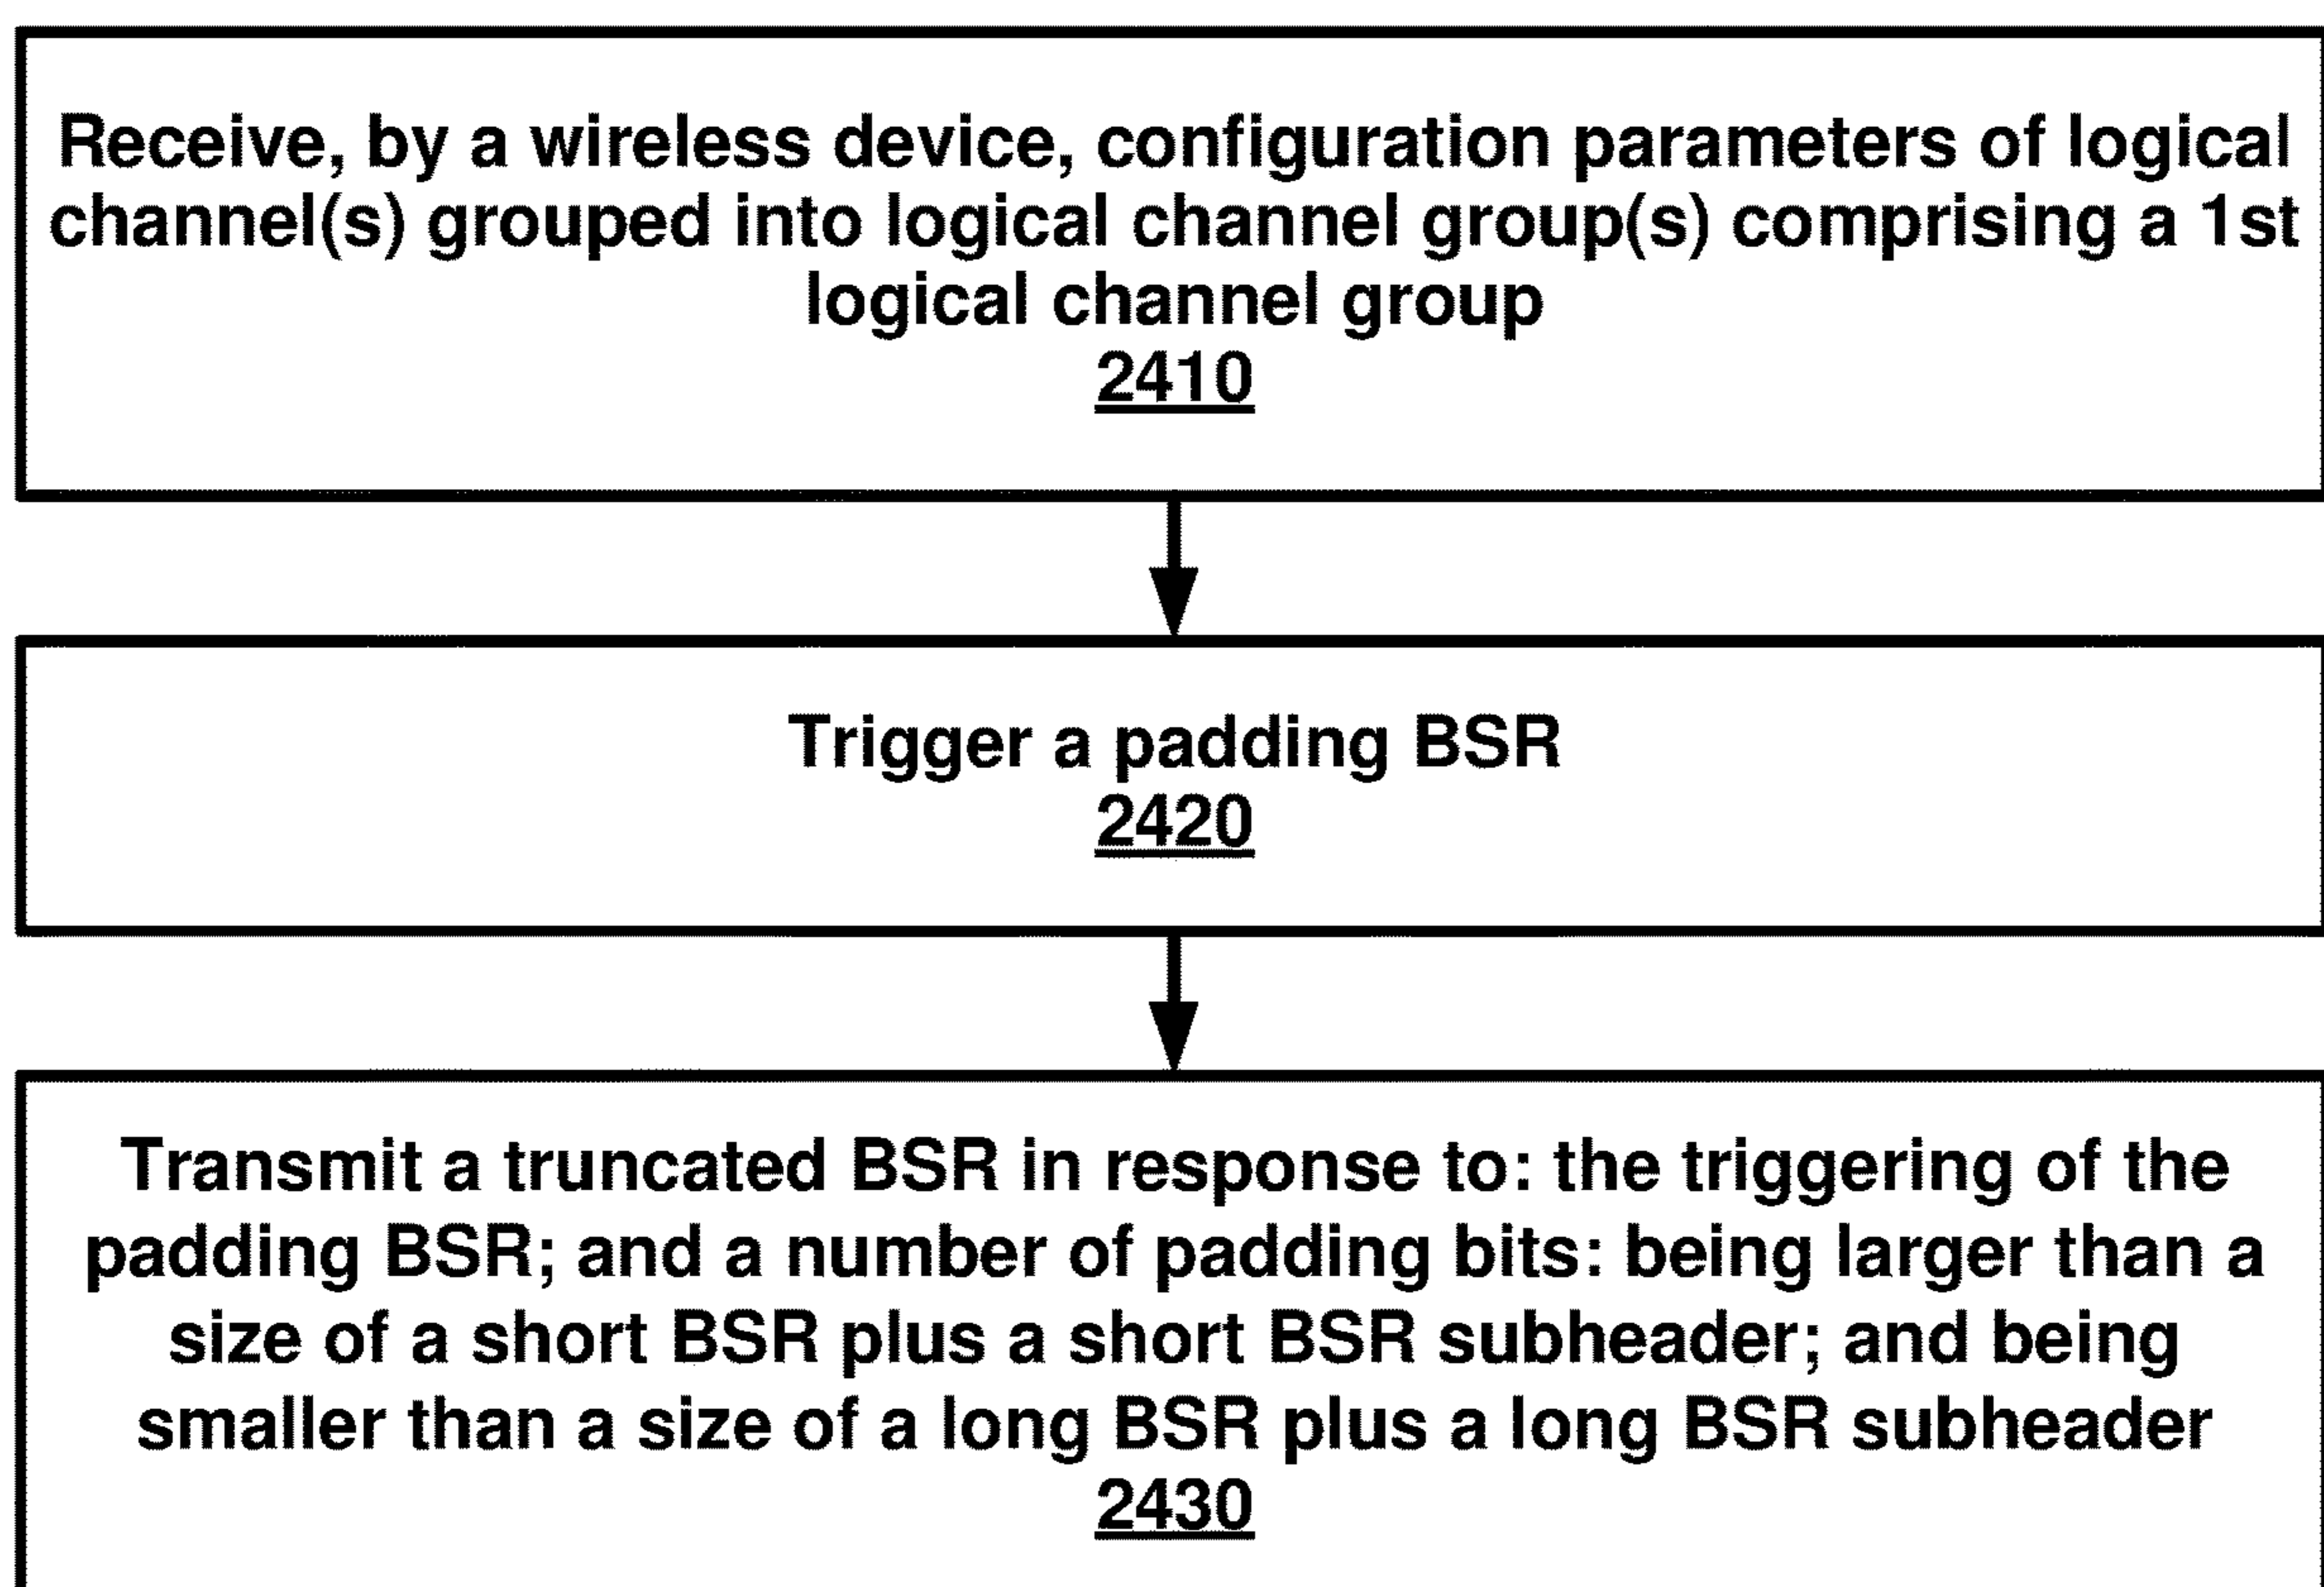 Receive, by a wireless device, configuration parameters of logical
channel(s) grouped into logical channel group(s) comprising a 1st
logical channel group
2410
Trigger a padding BSR
2420
Transmit a truncated BSR in response to: the triggering of the
padding BSR; and a number of padding bits: being larger than a
size of a short BSR plus a short BSR subheader; and being
smaller than a size of a long BSR plus a long BSR subheader
2430